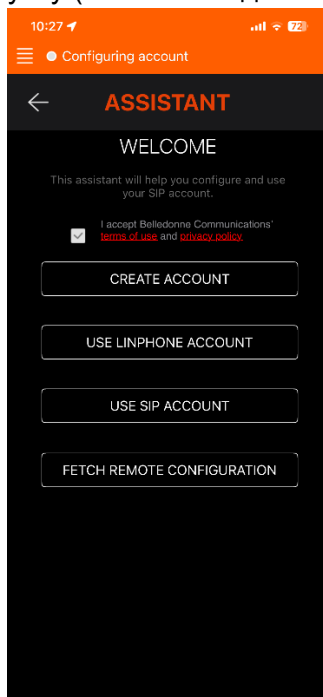 10:27
72
Configuring account
ASSISTANT
WELCOME
This assistant will help you configure and use
your SIP account.
I accept Belledonne Communications'
terms of use and privacy policy.
CREATE ACCOUNT
USE LINPHONE ACCOUNT
USE SIP ACCOUNT
FETCH REMOTE CONFIGURATION